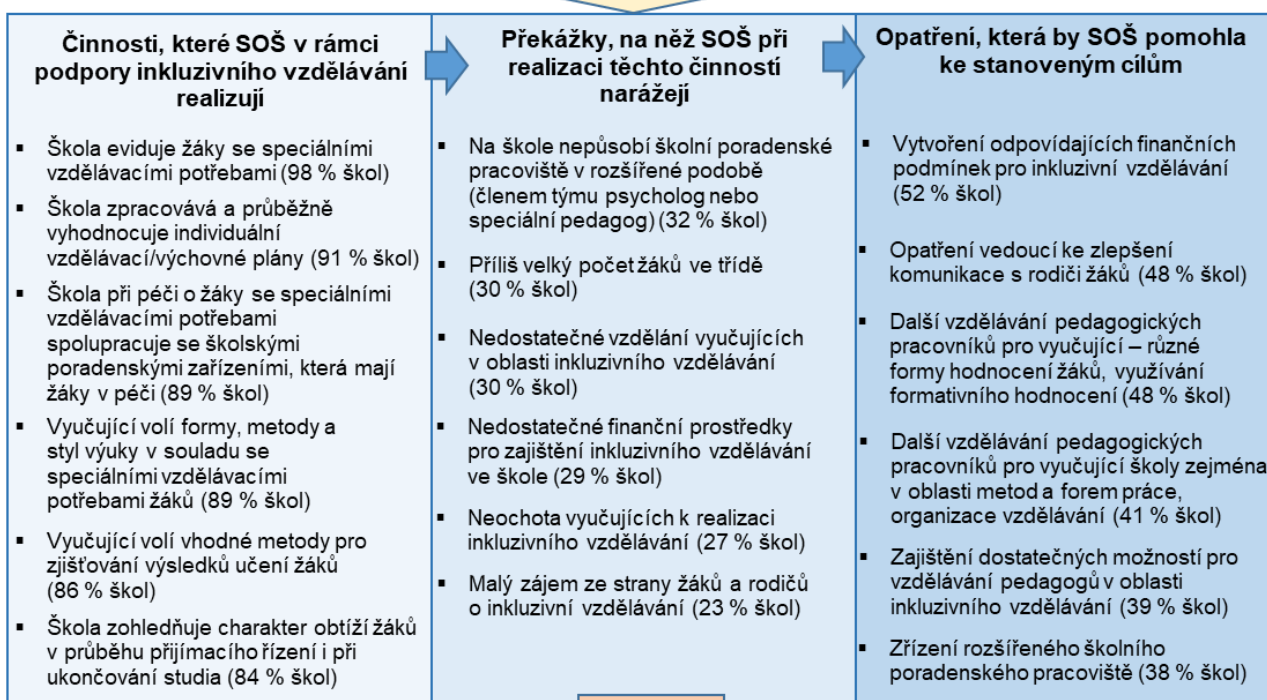 Činnosti, které SOŠ v rámci
podpory inkluzivního vzdělávání
realizují
▪ Škola eviduje žáky se speciálními
vzdělávacími potřebami (98 % škol)
▪ Škola zpracovává a průběžně
vyhodnocuje individuální
vzdělávací/výchovné plány (91 % škol)
▪ Škola při péči o žáky se speciálními
vzdělávacími potřebami
spolupracuje se školskými
poradenskými zařízeními, která mají
žáky v péči (89 % škol)
▪ Vyučující volí formy, metody a
styl výuky v souladu se
speciálními vzdělávacími
potřebami žáků (89 % škol)
▪ Vyučující volí vhodné metody pro
zjišťování výsledků učení žáků
(86 % škol)
▪ Škola zohledňuje charakter obtíží žáků
v průběhu přijímacího řízení i při
ukončování studia (84 % škol)
Překážky, na něž SOŠ při
realizaci těchto činností
narážejí
▪ Na škole nepůsobí školní poradenské
pracoviště v rozšířené podobě
(členem týmu psycholog nebo
speciální pedagog) (32 % škol)
▪ Příliš velký počet žáků ve třídě
(30 % škol)
▪ Nedostatečné vzdělání vyučujících
v oblasti inkluzivního vzdělávání
(30 % škol)
▪ Nedostatečné finanční prostředky
pro zajištění inkluzivního vzdělávání
ve škole (29 % škol)
▪ Neochota vyučujících k realizaci
inkluzivního vzdělávání (27 % škol)
▪ Malý zájem ze strany žáků a rodičů
o inkluzivní vzdělávání (23 % škol)
Opatření, která by SOŠ pomohla
ke stanoveným cílům
▪ Vytvoření odpovídajících finančních
podmínek pro inkluzivní vzdělávání
(52 % škol)
▪ Opatření vedoucí ke zlepšení
komunikace s rodiči žáků (48 % škol)
▪ Další vzdělávání pedagogických
pracovníků pro vyučující – různé
formy hodnocení žáků, využívání
formativního hodnocení (48 % škol)
▪ Další vzdělávání pedagogických
pracovníků pro vyučující školy zejména
v oblasti metod a forem práce,
organizace vzdělávání (41 % škol)
▪ Zajištění dostatečných možností pro
vzdělávání pedagogů v oblasti
inkluzivního vzdělávání (39 % škol)
▪ Zřízení rozšířeného školního
poradenského pracoviště (38 % škol)